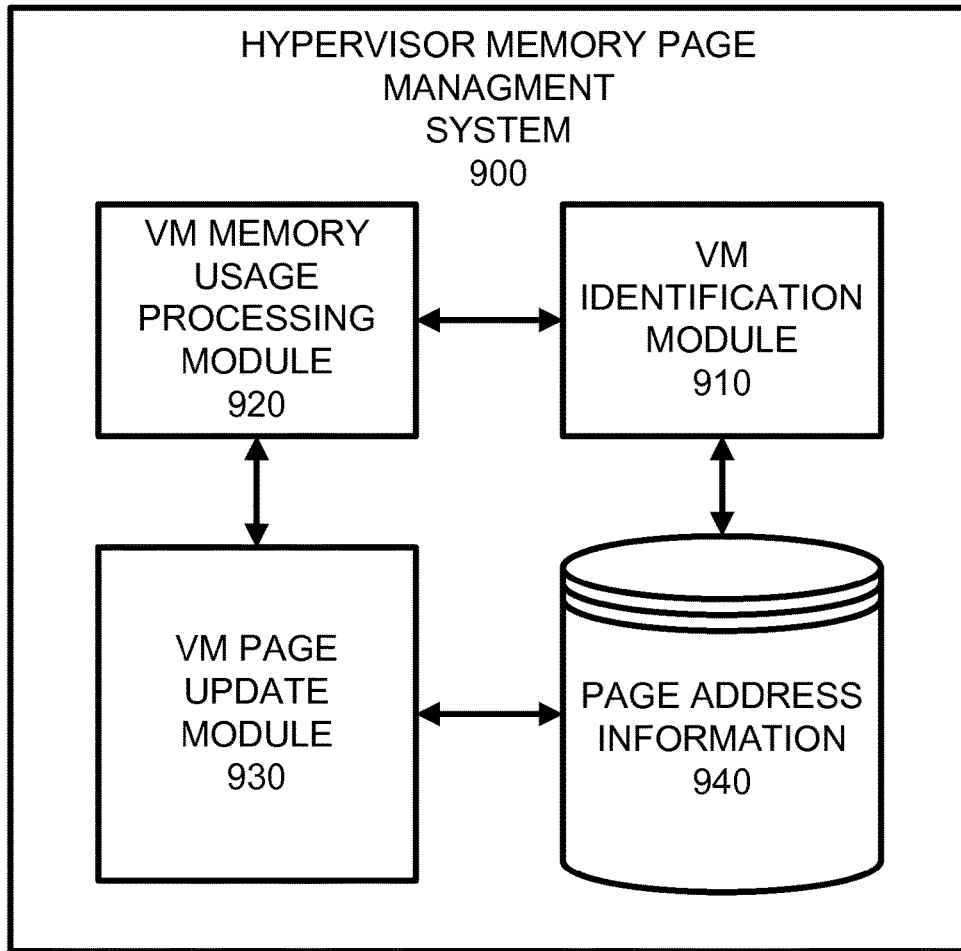 HYPERVISOR MEMORY PAGE
MANAGMENT
SYSTEM
900
VM MEMORY
USAGE
PROCESSING
MODULE
920
VM
IDENTIFICATION
MODULE
910
VM PAGE
UPDATE
MODULE
930
PAGE ADDRESS
INFORMATION
940